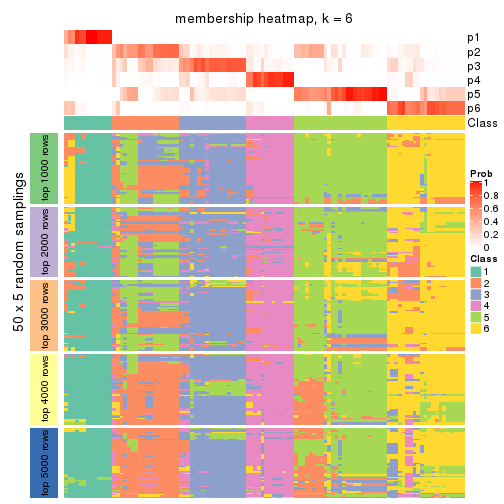 membership heatmap, k = 6
p1
p2
p3
p4
p5
p6
Class
50 x 5 random samplings
top 1000 rows
top 2000 rows
top 3000 rows
top 4000 rows
top 5000 rows
Prob
1
0.8
0.6
0.4
0.2
0
Class
1
2
3
4
5
6